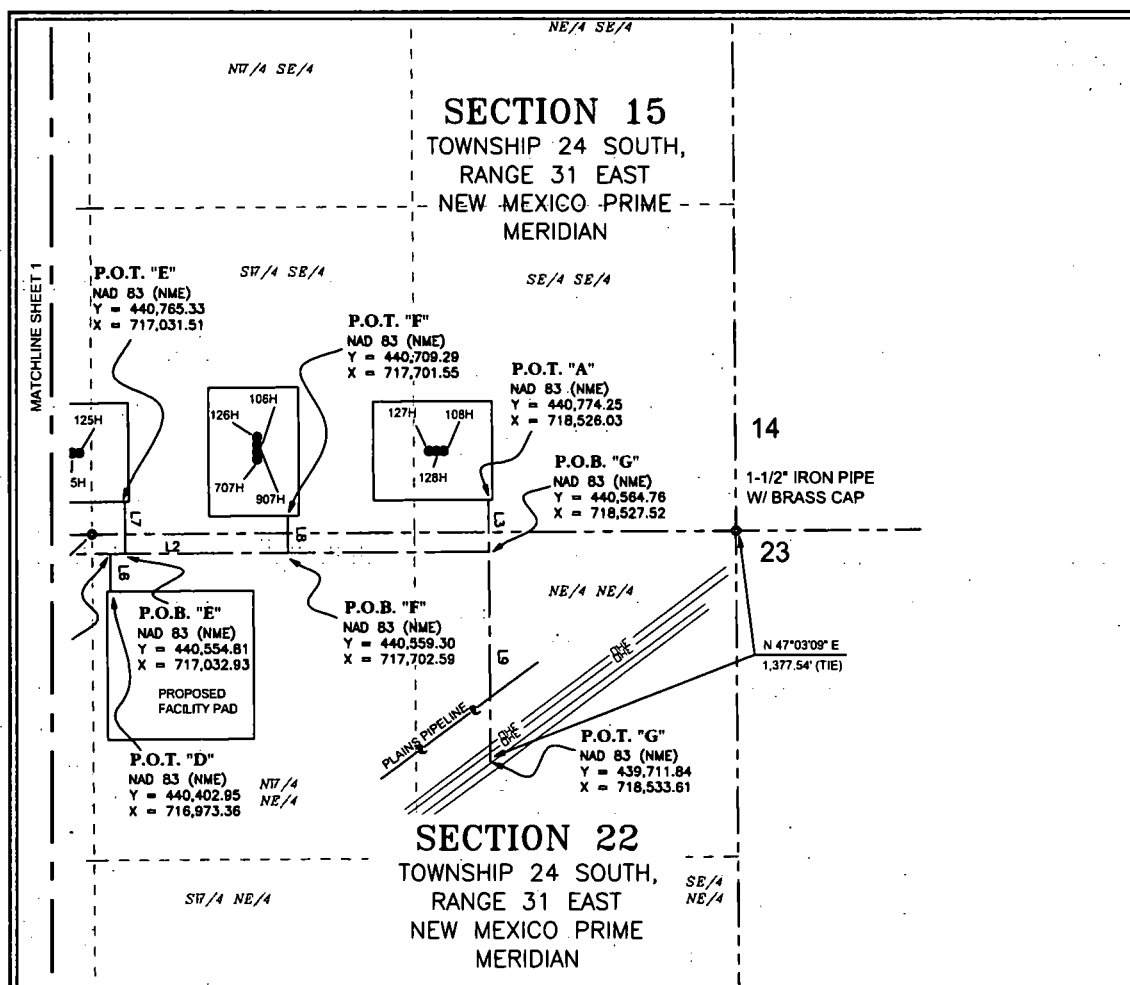 NE/4 SE/4
NW/4 SE/4
SECTION 15
TOWNSHIP 24 SOUTH,
RANGE 31 EAST
NEW MEXICO PRIME
MERIDIAN
MATCHLINE SHEET 1
SW/4 SE/4
SE/4 SE/4
P.O.T. "E"
NAD 83 (NME)
Y = 440,765.33
X = 717,031.51
P.O.T. "F"
NAD 83 (NME)
Y = 440,709.29
X = 717,701.55
P.O.T. "A"
NAD 83 (NME)
Y = 440,774.25
X = 718,526.03
125H
5H
106H
126H
707H
907H
127H
108H
128H
P.O.B. "G"
NAD 83 (NME)
Y = 440,564.76
X = 718,527.52
14
1-1/2" IRON PIPE
W/ BRASS CAP
23
L7
L2
L8
L3
L6
L9
P.O.B. "E"
NAD 83 (NME)
Y = 440,554.81
X = 717,032.93
PROPOSED
FACILITY PAD
P.O.B. "F"
NAD 83 (NME)
Y = 440,559.30
X = 717,702.59
NE/4 NE/4
N 47°03'09" E
1,377.54' (TIE)
OHE
OHE
OHE
OHE
PLAINS PIPELINE
P.O.T. "D"
NAD 83 (NME)
Y = 440,402.95
X = 716,973.36
NW/4
NE/4
P.O.T. "G"
NAD 83 (NME)
Y = 439,711.84
X = 718,533.61
SECTION 22
TOWNSHIP 24 SOUTH,
RANGE 31 EAST
NEW MEXICO PRIME
MERIDIAN
SW/4 NE/4
SE/4
NE/4